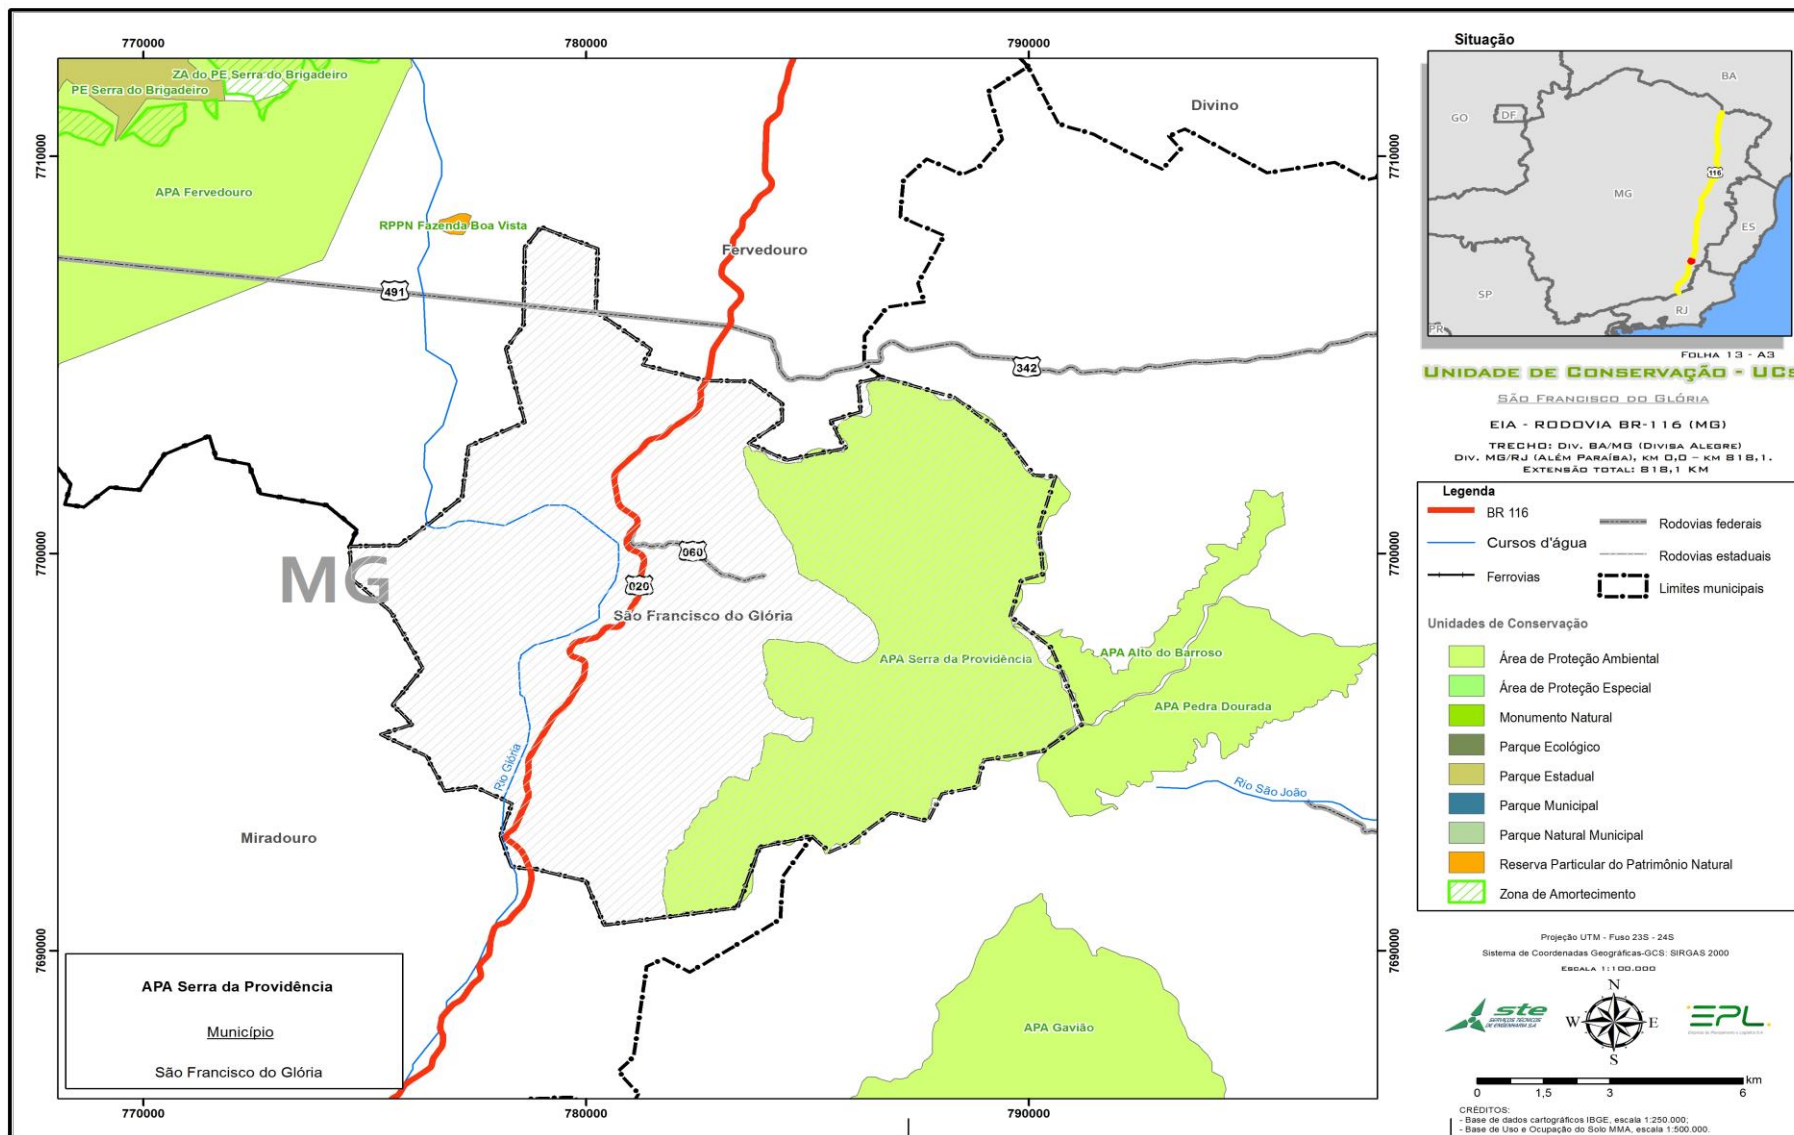 770000
780000
790000
7710000
7700000
7690000
7710000
7700000
7690000
770000
780000
790000
ZA do PE Serra do Brigadeiro
PE Serra do Brigadeiro
APA Fervedouro
RPPN Fazenda Boa Vista
Fervedouro
Divino
491
342
MG
060
020
São Francisco do Glória
APA Serra da Providência
APA Alto do Barroso
APA Pedra Dourada
Rio Glória
Rio São João
Miradouro
APA Gavião
APA Serra da Providência
Município
São Francisco do Glória
Situação
BA
GO
DF
116
MG
ES
SP
RJ
PR
Folha 13 - A3
Unidade de Conservação - UCs
São Francisco do Glória
EIA - Rodovia BR-116 (MG)
Trecho: Div. BA/MG (Divisa Alegre)
Div. MG/RJ (Além Paraíba), km 0,0 – km 818,1.
Extensão total: 818,1 km
Legenda
BR 116
Cursos d'água
Ferrovias
Rodovias federais
Rodovias estaduais
Limites municipais
Unidades de Conservação
Área de Proteção Ambiental
Área de Proteção Especial
Monumento Natural
Parque Ecológico
Parque Estadual
Parque Municipal
Parque Natural Municipal
Reserva Particular do Patrimônio Natural
Zona de Amortecimento
Projeção UTM - Fuso 23S - 24S
Sistema de Coordenadas Geográficas-GCS: SIRGAS 2000
Escala 1:100.000
ste
SERVIÇOS TÉCNICOS
DE ENGENHARIA S.A.
N
W
E
S
EPL
km
0
1,5
3
6
CRÉDITOS:
- Base de dados cartográficos IBGE, escala 1:250.000;
- Base de Uso e Ocupação do Solo MMA, escala 1:500.000.